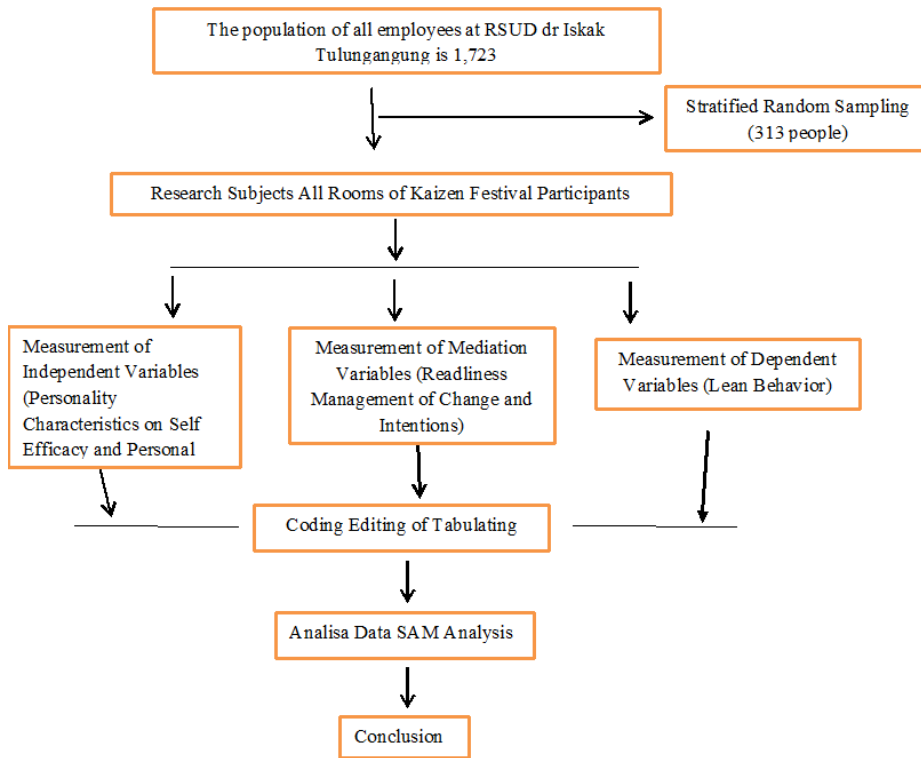 The population of all employees at RSUD dr Iskak
Tulungangung is 1,723
Stratified Random Sampling
(313 people)
Research Subjects All Rooms of Kaizen Festival Participants
Measurement of
Independent Variables
(Personality
Characteristics on Self
Efficacy and Personal
Measurement of Mediation
Variables (Readliness
Management of Change and
Intentions)
Measurement of Dependent
Variables (Lean Behavior)
Coding Editing of Tabulating
Analisa Data SAM Analysis
Conclusion